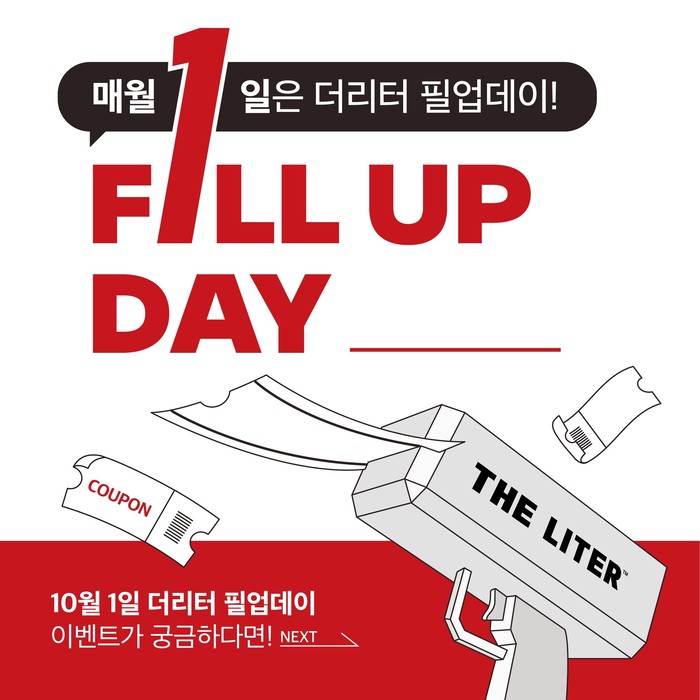 매월 1일은 더리터 필업데이!
F1LL UP
DAY
COUPON
THE LITER™
10월 1일 더리터 필업데이
이벤트가 궁금하다면! NEXT